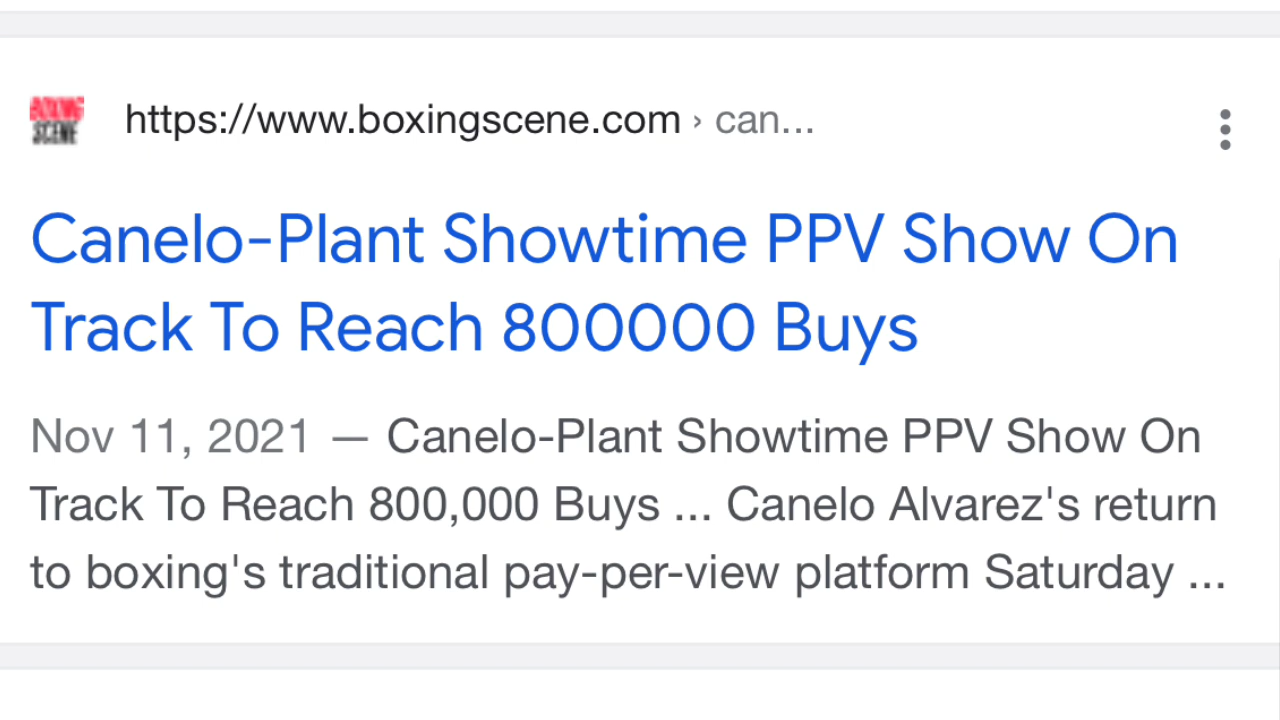 BOXING
SCENE
https://www.boxingscene.com › can...
Canelo-Plant Showtime PPV Show On
Track To Reach 800000 Buys
Nov 11, 2021 — Canelo-Plant Showtime PPV Show On
Track To Reach 800,000 Buys ... Canelo Alvarez's return
to boxing's traditional pay-per-view platform Saturday ...